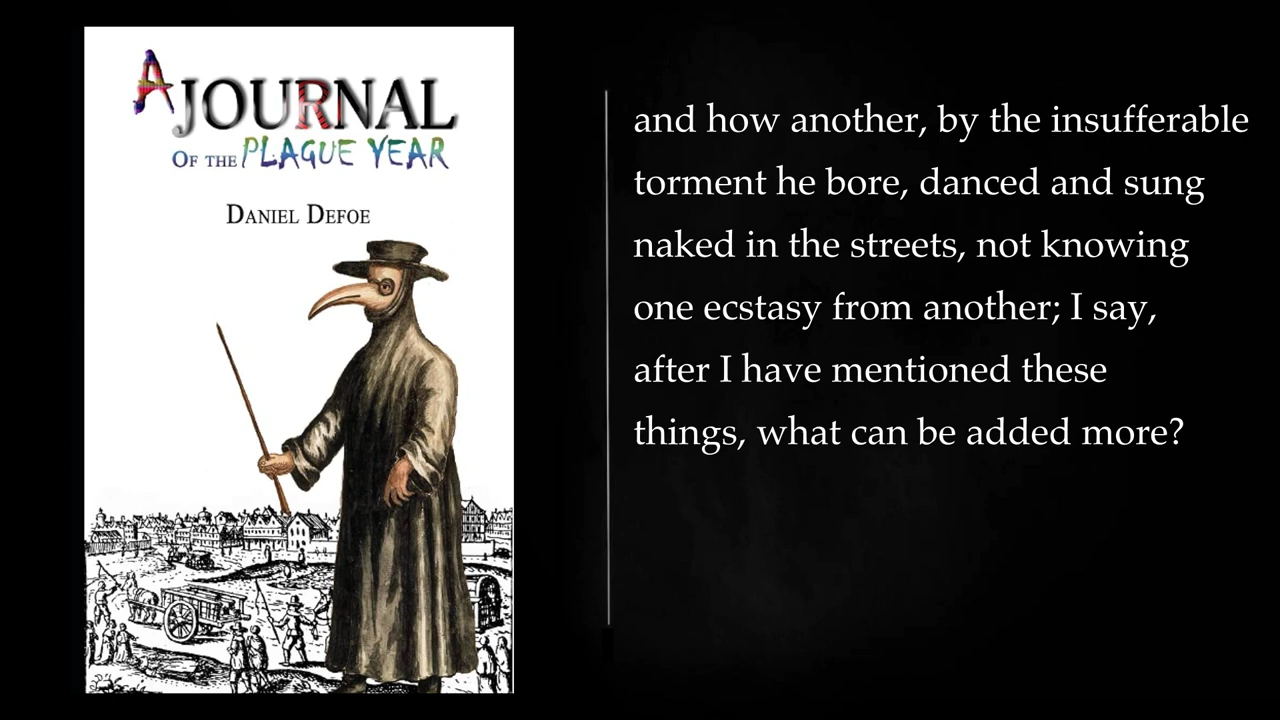 A JOURNAL
OF THE PLAGUE YEAR
DANIEL DEFOE
and how another, by the insufferable
torment he bore, danced and sung
naked in the streets, not knowing
one ecstasy from another; I say,
after I have mentioned these
things, what can be added more?